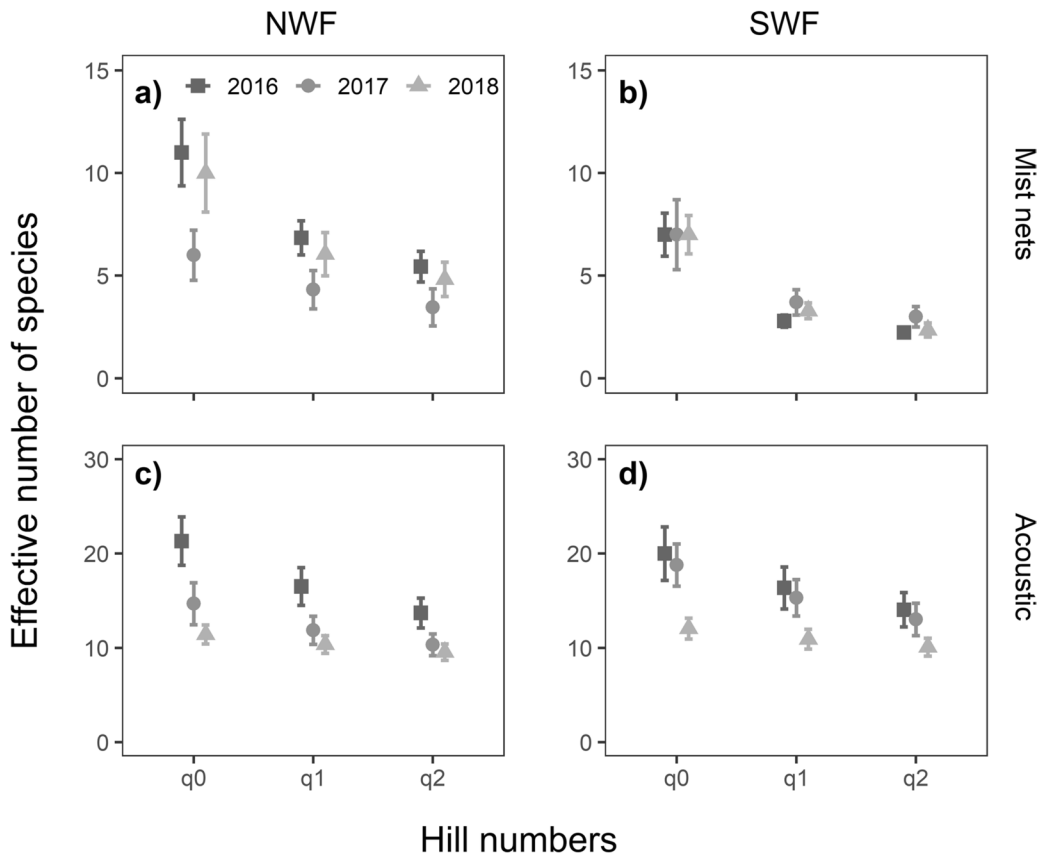 NWF
SWF
a)
2016
2017
2018
b)
15
10
5
0
15
10
5
0
Mist nets
Effective number of species
c)
d)
30
20
10
0
30
20
10
0
Acoustic
q0
q1
q2
q0
q1
q2
Hill numbers